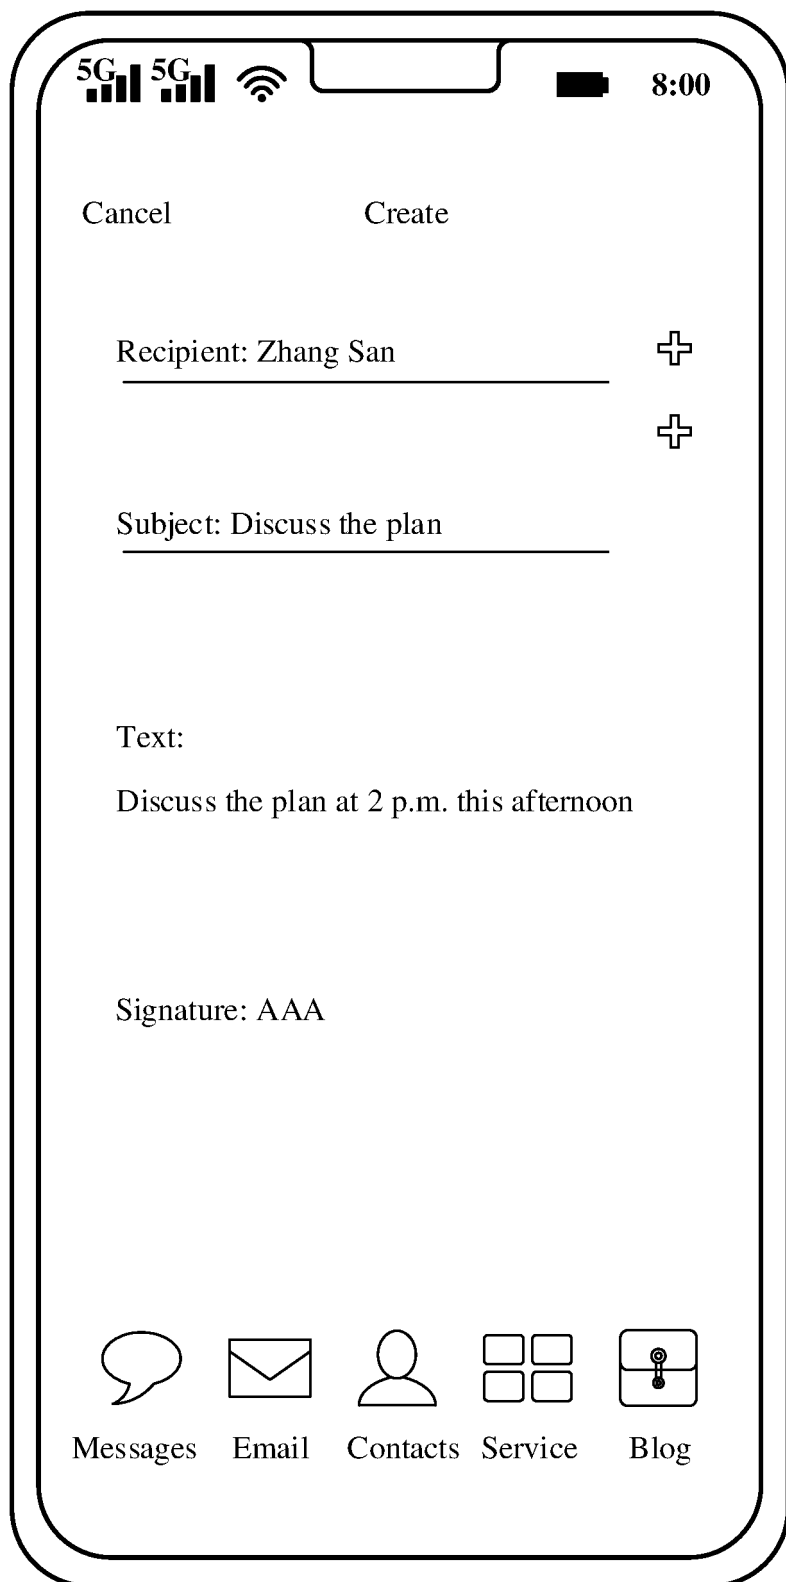 5G 5G 8:00
Cancel Create
Recipient: Zhang San
Subject: Discuss the plan
Text:
Discuss the plan at 2 p.m. this afternoon
Signature: AAA
Messages Email Contacts Service Blog